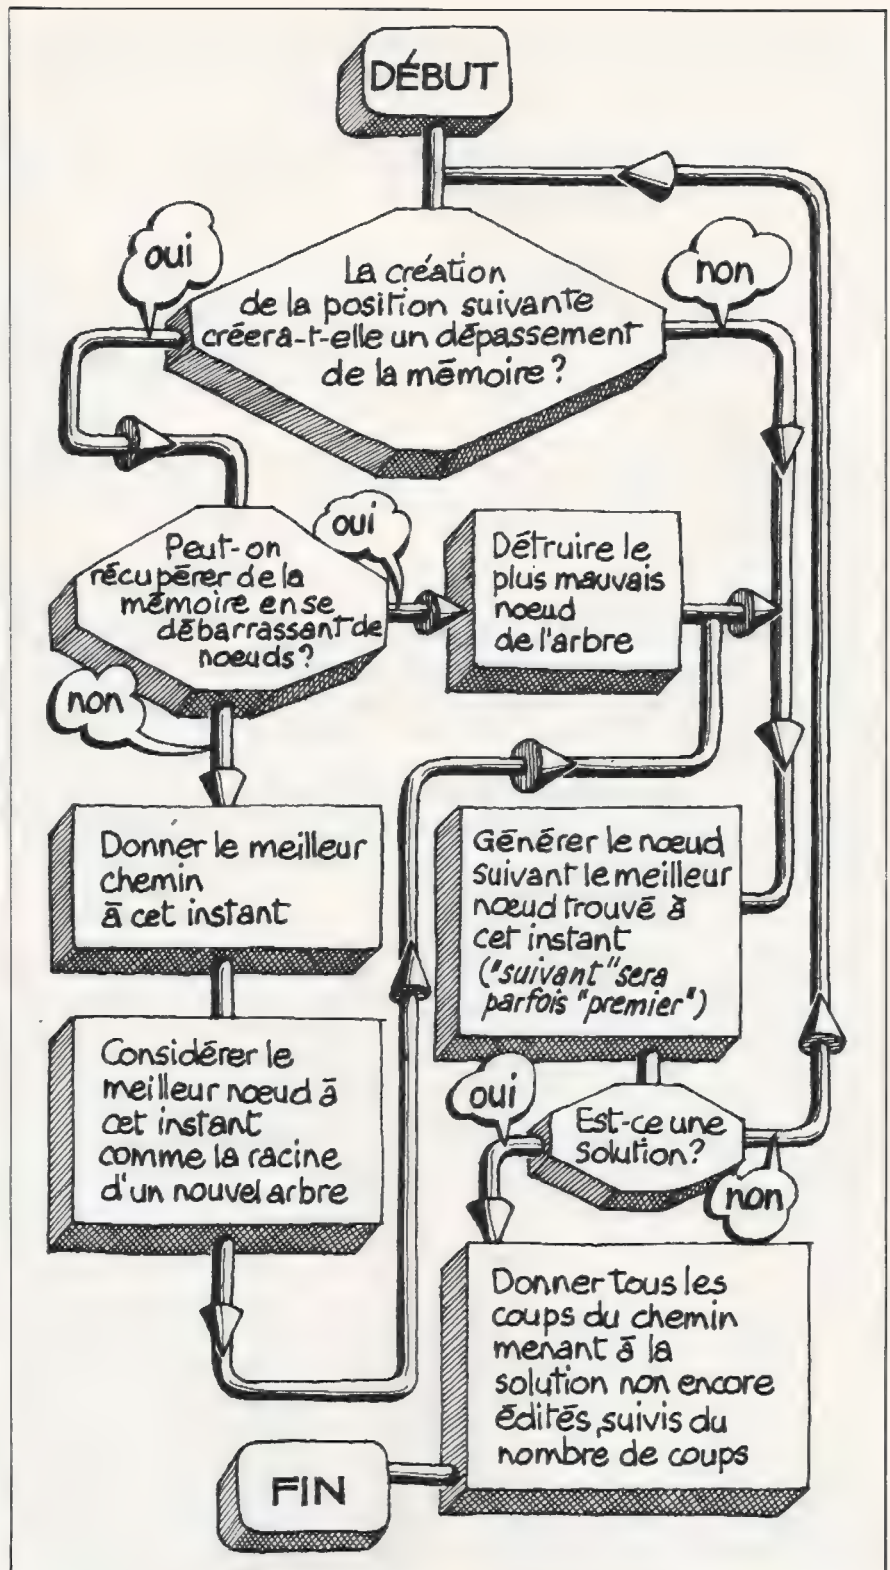 DÉBUT
oui
non
La création
de la position suivante
créera-t-elle un dépassement
de la mémoire ?
Peut-on
récupérer de la
mémoire en se
débarrassant de
noeuds ?
oui
non
Détruire le
plus mauvais
nœud
de l'arbre
Donner le meilleur
chemin
à cet instant
Générer le nœud
suivant le meilleur
nœud trouvé à
cet instant
("suivant" sera
parfois "premier")
Considérer le
meilleur nœud à
cet instant
comme la racine
d'un nouvel arbre
oui
Est-ce une
solution ?
non
Donner tous les
coups du chemin
menant à la
solution non encore
édités, suivis du
nombre de coups
FIN